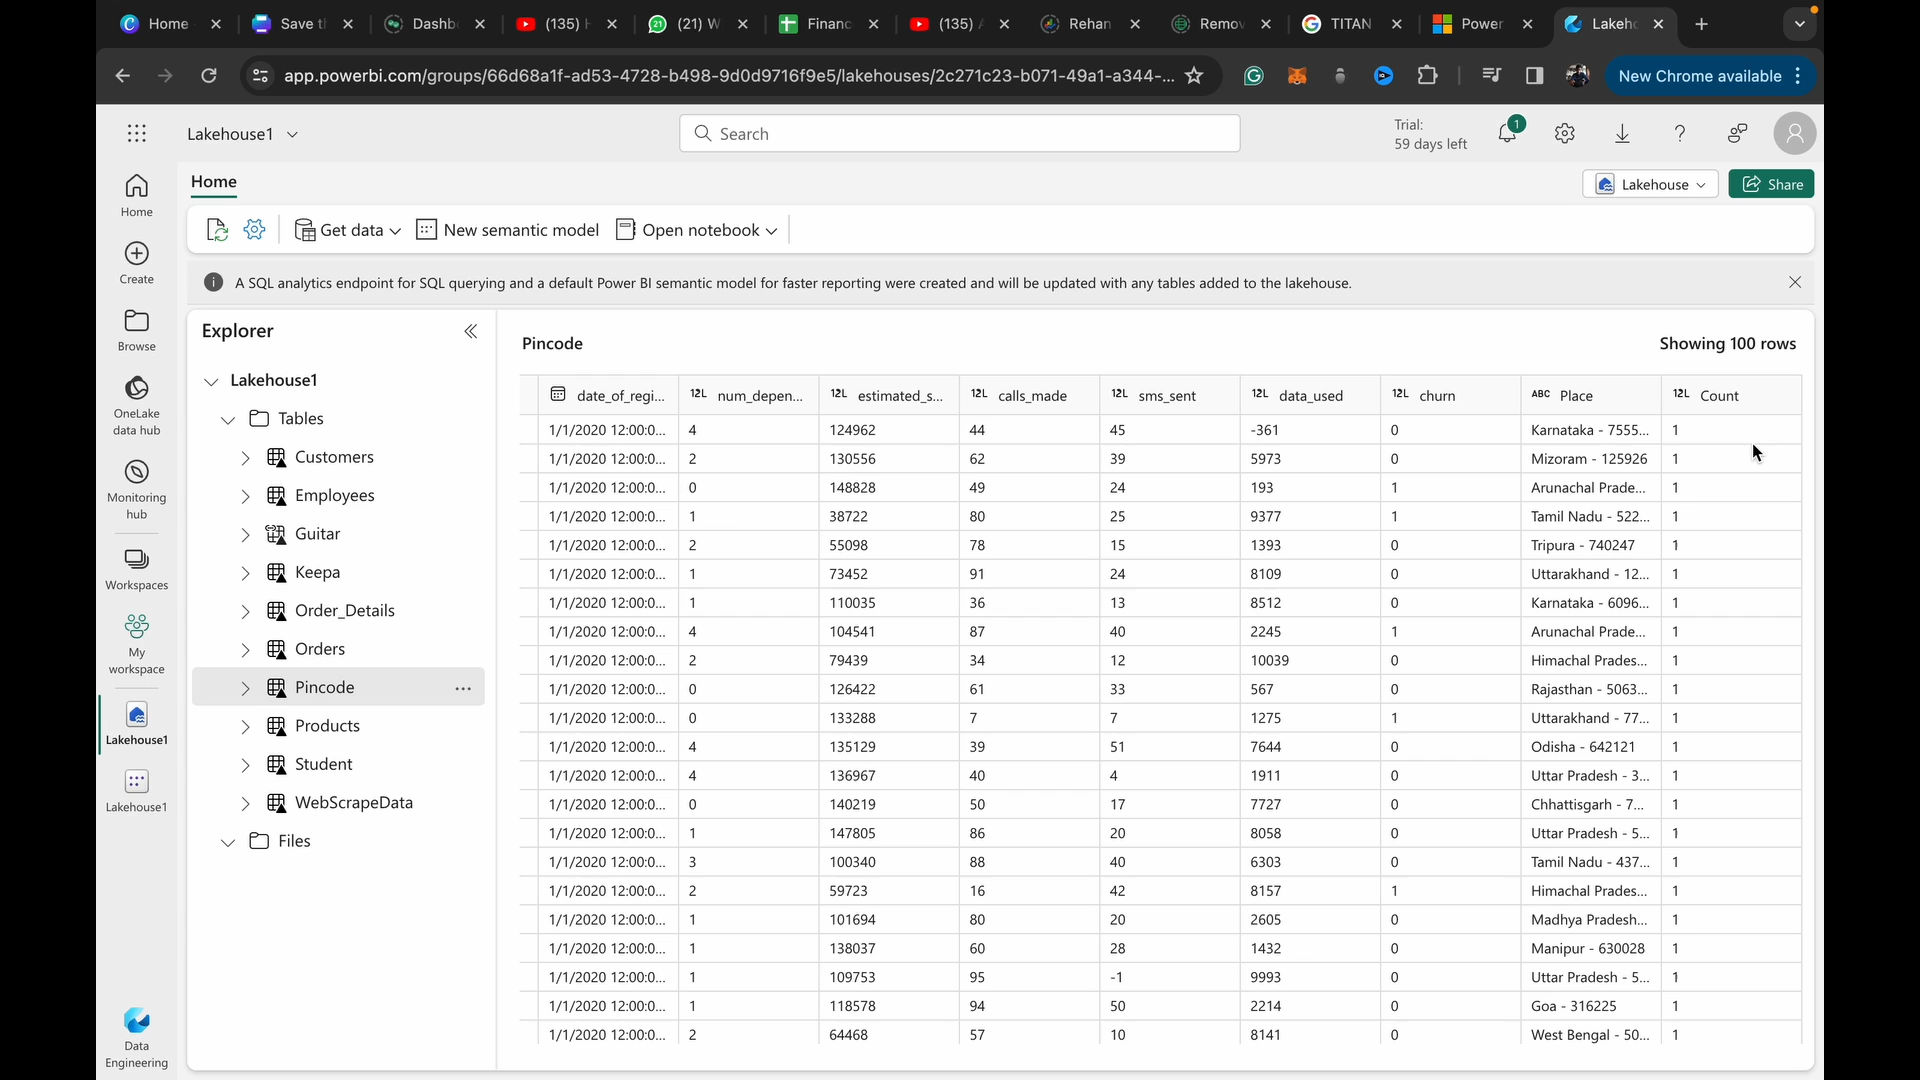 Home
Save th
Dashb
(135) H
(21) W
Financ
(135) A
Rehan
Remov
TITAN
Power
Lakeho
app.powerbi.com/groups/66d68a1f-ad53-4728-b498-9d0d9716f9e5/lakehouses/2c271c23-b071-49a1-a344-...
New Chrome available
Lakehouse1
Search
Trial:
59 days left
1
Home
Lakehouse
Share
Get data
New semantic model
Open notebook
A SQL analytics endpoint for SQL querying and a default Power BI semantic model for faster reporting were created and will be updated with any tables added to the lakehouse.
Home
Create
Browse
OneLake
data hub
Monitoring
hub
Workspaces
My
workspace
Lakehouse1
Lakehouse1
Data
Engineering
Explorer
Lakehouse1
Tables
Customers
Employees
Guitar
Keepa
Order_Details
Orders
Pincode
Products
Student
WebScrapeData
Files
Pincode
Showing 100 rows
date_of_regi... 12L num_depen... 12L estimated_s... 12L calls_made 12L sms_sent 12L data_used 12L churn ABC Place 12L Count
1/1/2020 12:00:0... 4 124962 44 45 -361 0 Karnataka - 7555... 1
1/1/2020 12:00:0... 2 130556 62 39 5973 0 Mizoram - 125926 1
1/1/2020 12:00:0... 0 148828 49 24 193 1 Arunachal Prade... 1
1/1/2020 12:00:0... 1 38722 80 25 9377 1 Tamil Nadu - 522... 1
1/1/2020 12:00:0... 2 55098 78 15 1393 0 Tripura - 740247 1
1/1/2020 12:00:0... 1 73452 91 24 8109 0 Uttarakhand - 12... 1
1/1/2020 12:00:0... 1 110035 36 13 8512 0 Karnataka - 6096... 1
1/1/2020 12:00:0... 4 104541 87 40 2245 1 Arunachal Prade... 1
1/1/2020 12:00:0... 2 79439 34 12 10039 0 Himachal Prades... 1
1/1/2020 12:00:0... 0 126422 61 33 567 0 Rajasthan - 5063... 1
1/1/2020 12:00:0... 0 133288 7 7 1275 1 Uttarakhand - 77... 1
1/1/2020 12:00:0... 4 135129 39 51 7644 0 Odisha - 642121 1
1/1/2020 12:00:0... 4 136967 40 4 1911 0 Uttar Pradesh - 3... 1
1/1/2020 12:00:0... 0 140219 50 17 7727 0 Chhattisgarh - 7... 1
1/1/2020 12:00:0... 1 147805 86 20 8058 0 Uttar Pradesh - 5... 1
1/1/2020 12:00:0... 3 100340 88 40 6303 0 Tamil Nadu - 437... 1
1/1/2020 12:00:0... 2 59723 16 42 8157 1 Himachal Prades... 1
1/1/2020 12:00:0... 1 101694 80 20 2605 0 Madhya Pradesh... 1
1/1/2020 12:00:0... 1 138037 60 28 1432 0 Manipur - 630028 1
1/1/2020 12:00:0... 1 109753 95 -1 9993 0 Uttar Pradesh - 5... 1
1/1/2020 12:00:0... 1 118578 94 50 2214 0 Goa - 316225 1
1/1/2020 12:00:0... 2 64468 57 10 8141 0 West Bengal - 50... 1